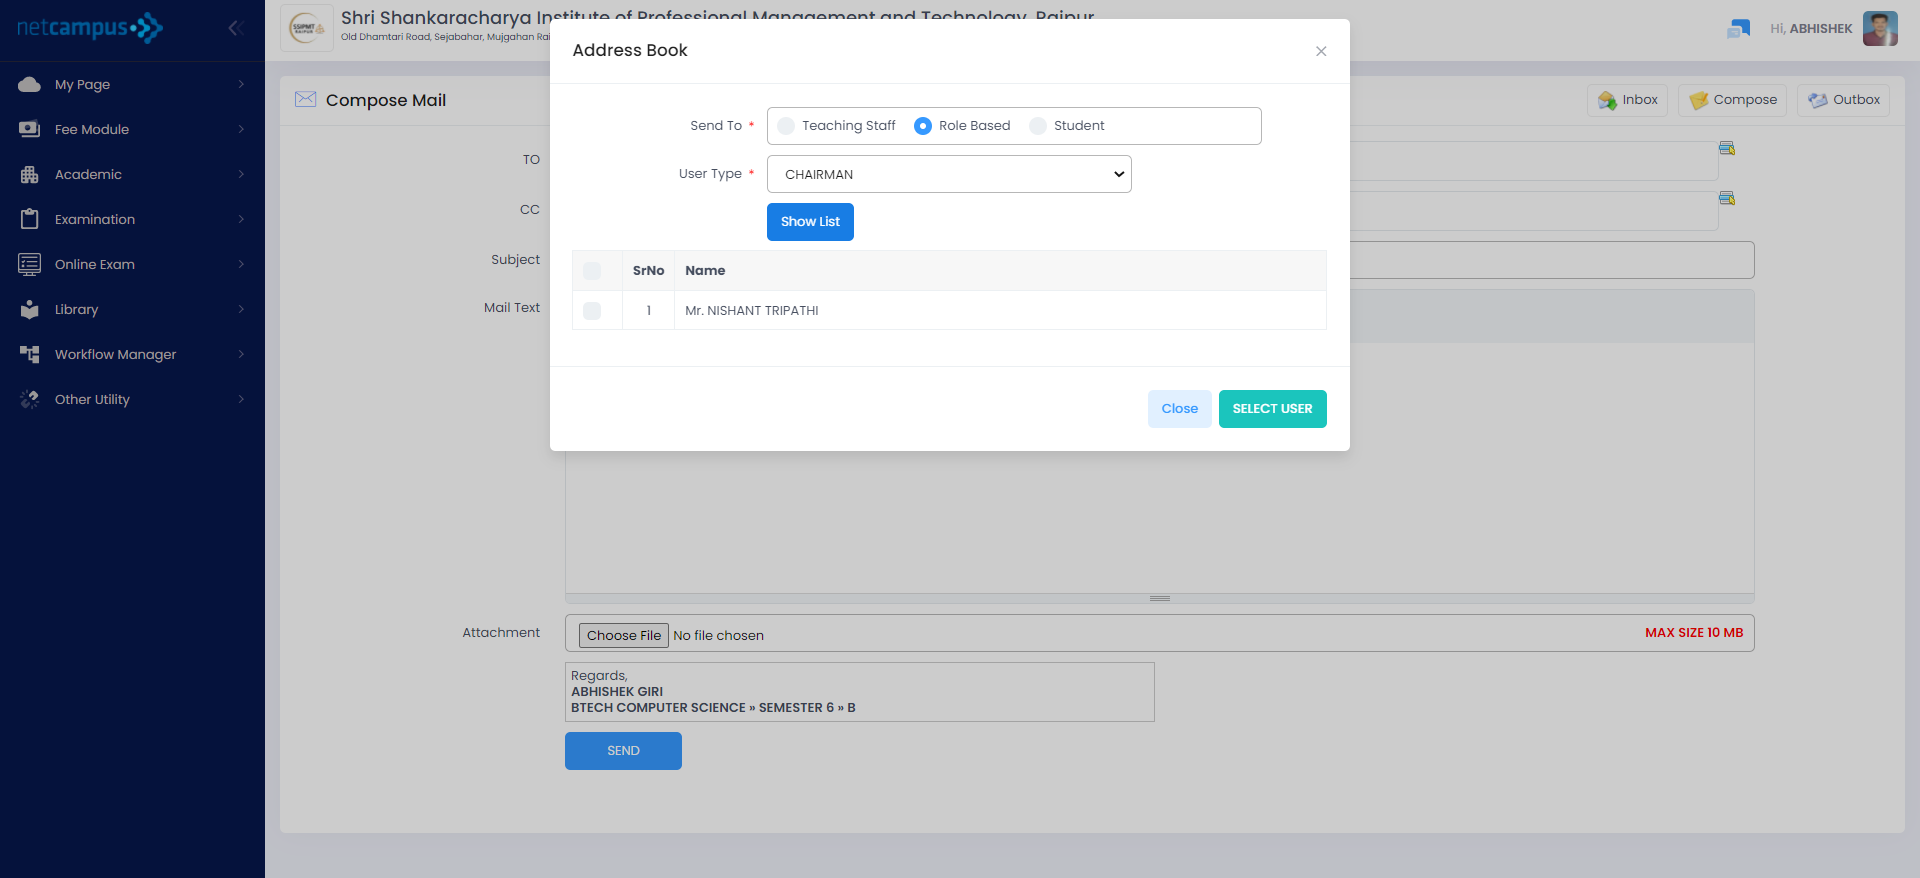 netcampus
Shri Shankaracharya Institute of Professional Management and Technology, Raipur
Old Dhamtari Road, Sejabahar, Mujgahan Rai
SSIPMT
RAIPUR
Hi, ABHISHEK
My Page
Fee Module
Academic
Examination
Online Exam
Library
Workflow Manager
Other Utility
Compose Mail
Inbox
Compose
Outbox
TO
CC
Subject
Mail Text
Address Book
Send To *
Teaching Staff
Role Based
Student
User Type *
CHAIRMAN
Show List
SrNo Name
1 Mr. NISHANT TRIPATHI
Close
SELECT USER
Attachment
Choose File No file chosen
MAX SIZE 10 MB
Regards,
ABHISHEK GIRI
BTECH COMPUTER SCIENCE » SEMESTER 6 » B
SEND